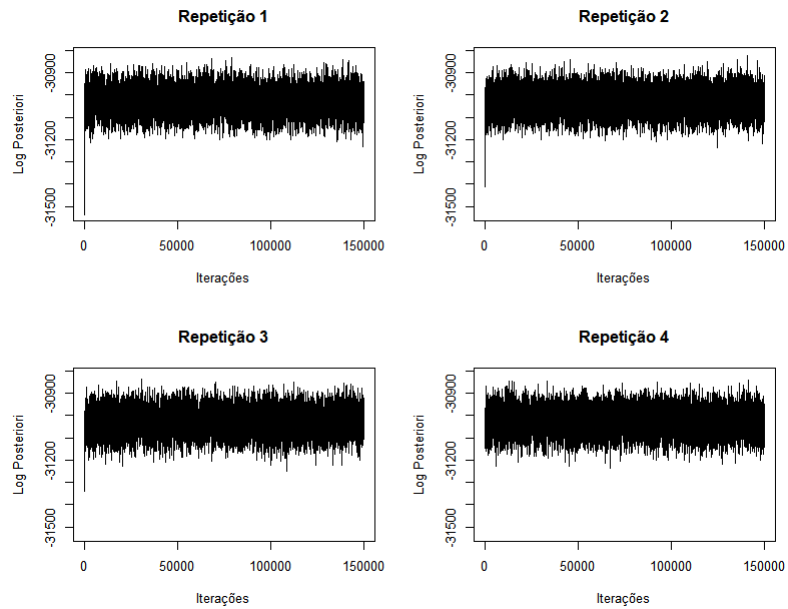 Repetição 1
Log Posteriori
-30900
-31200
-31500
0 50000 100000 150000
Iterações
Repetição 2
Log Posteriori
-30900
-31200
-31500
0 50000 100000 150000
Iterações
Repetição 3
Log Posteriori
-30900
-31200
-31500
0 50000 100000 150000
Iterações
Repetição 4
Log Posteriori
-30900
-31200
-31500
0 50000 100000 150000
Iterações